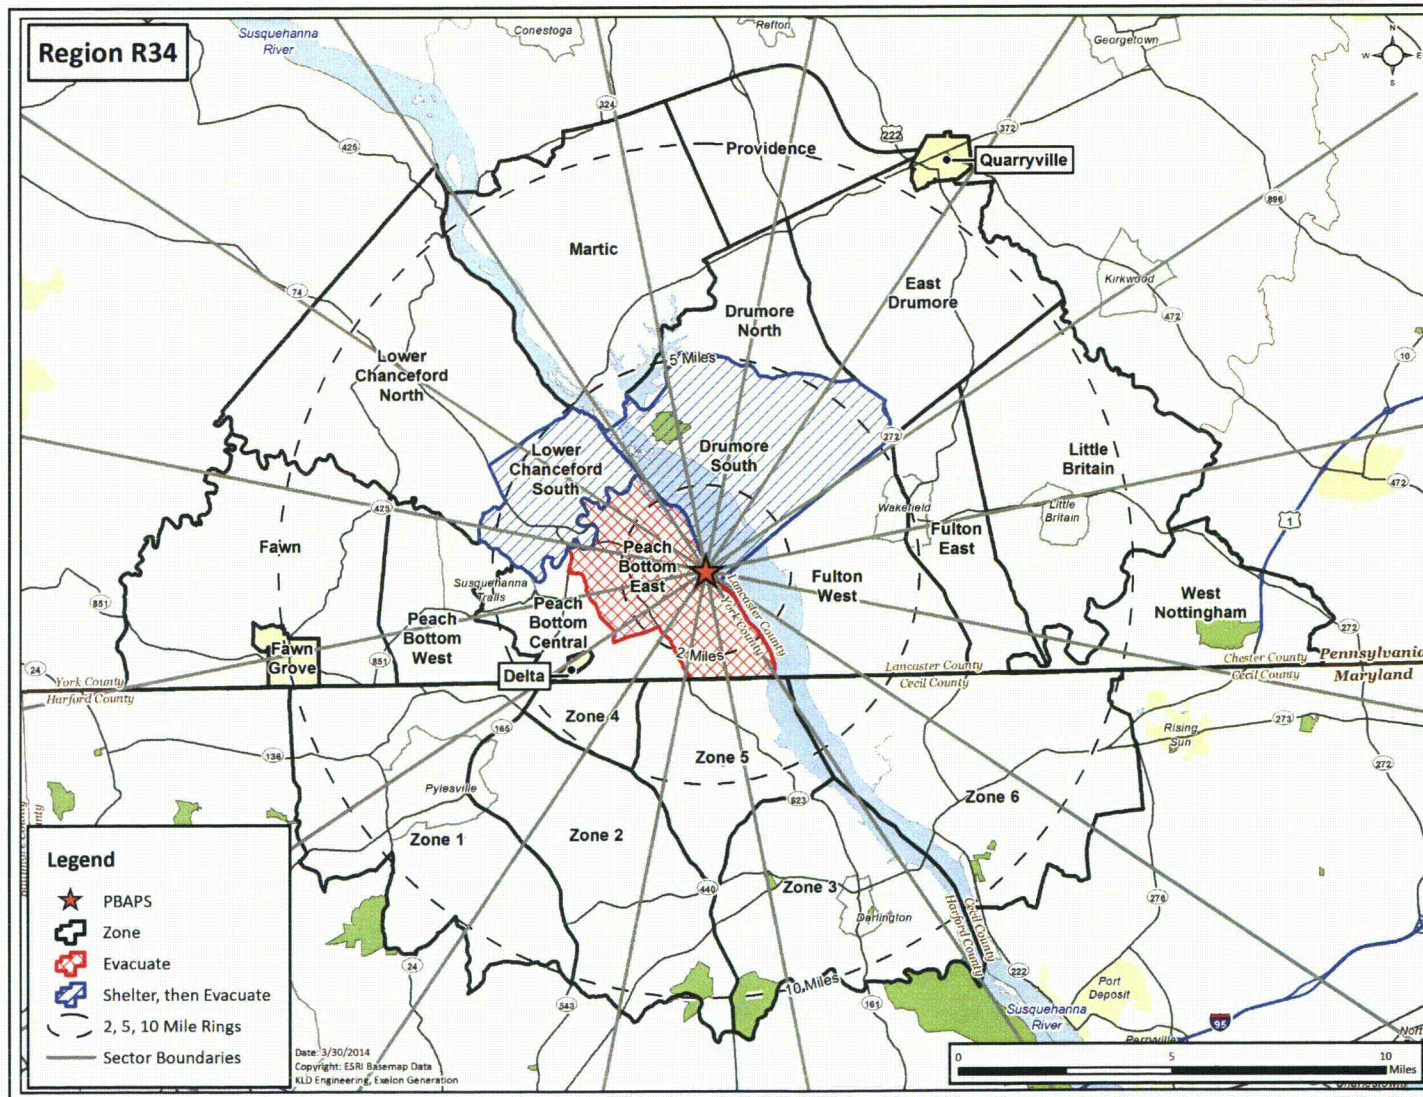 Region R34
Susquehanna
River
Conestoga
Refton
Georgetown
N
W
E
S
324
425
222
372
Providence
Quarryville
896
Martic
Kirkwood
East
Drumore
74
Drumore
North
472
10
5 Miles
Lower
Chanceford
North
272
Drumore
South
Lower
Chanceford
South
Little
Britain
472
425
Wakefield
Little
Britain
1
Fulton
East
Fawn
Peach
Bottom
East
Susquehanna
Trails
Fulton
West
Lancaster County
York County
West
Nottingham
851
Peach
Bottom
Central
Peach
Bottom
West
272
Fawn
Grove
851
2 Miles
24
Delta
York County
Harford County
Lancaster County
Cecil County
Chester County
Cecil County
Pennsylvania
Maryland
Zone 4
165
273
Rising
Sun
136
Zone 5
272
Pylesville
823
Zone 6
Zone 1
Zone 2
440
Zone 3
Darlington
276
Cecil County
Harford County
24
543
10 Miles
161
222
Port
Deposit
Susquehanna
River
95
Perryville
Legend
PBAPS
Zone
Evacuate
Shelter, then Evacuate
2, 5, 10 Mile Rings
Sector Boundaries
Date: 3/30/2014
Copyright: ESRI Basemap Data
KLD Engineering, Exelon Generation
0
5
10
Miles